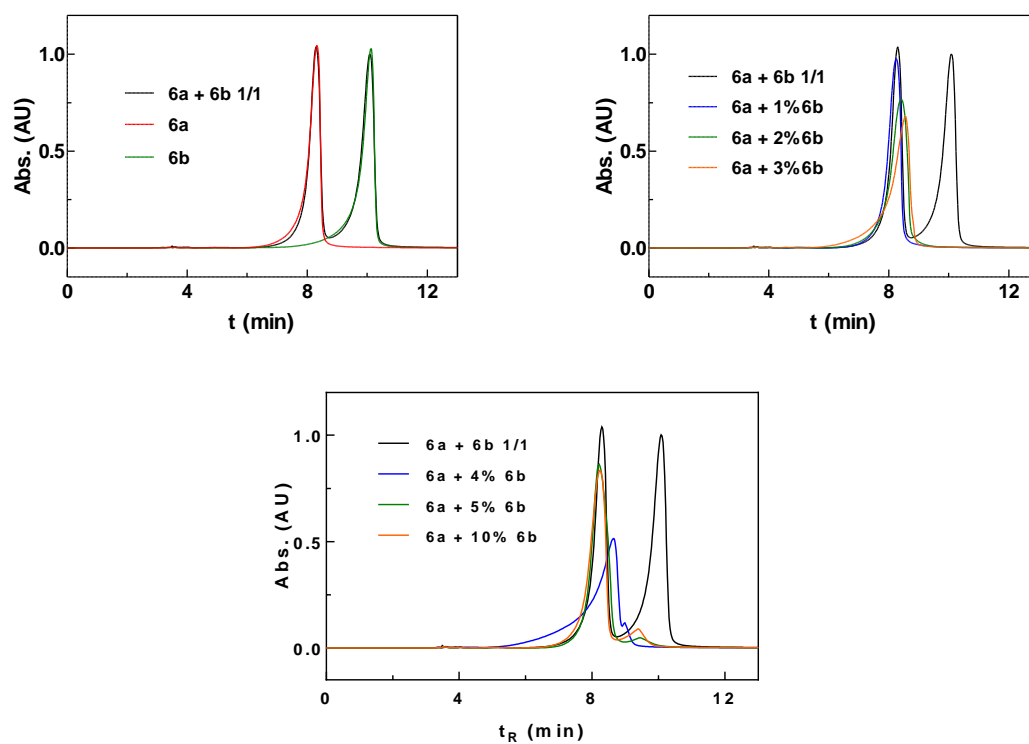 Abs. (AU)
1.0
0.5
0.0
6a + 6b 1/1
6a
6b
0 4 8 12
t (min)
Abs. (AU)
1.0
0.5
0.0
6a + 6b 1/1
6a + 1%6b
6a + 2%6b
6a + 3%6b
0 4 8 12
t (min)
Abs. (AU)
1.0
0.5
0.0
6a + 6b 1/1
6a + 4% 6b
6a + 5% 6b
6a + 10% 6b
0 4 8 12
tR (min)